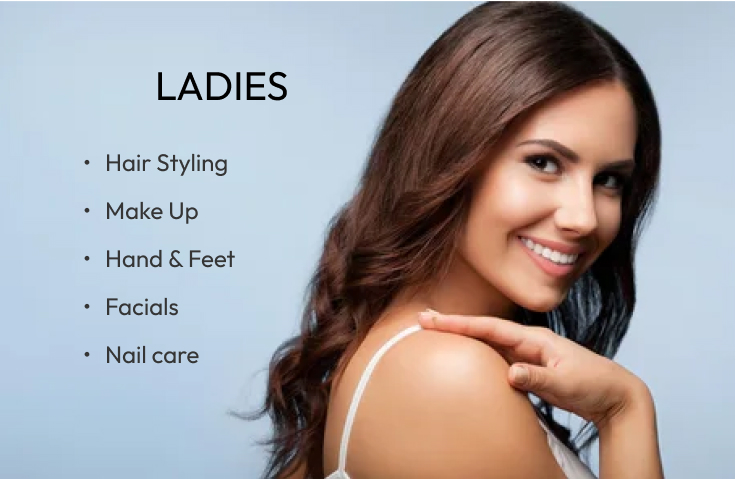 LADIES
• Hair Styling
• Make Up
• Hand & Feet
• Facials
• Nail care